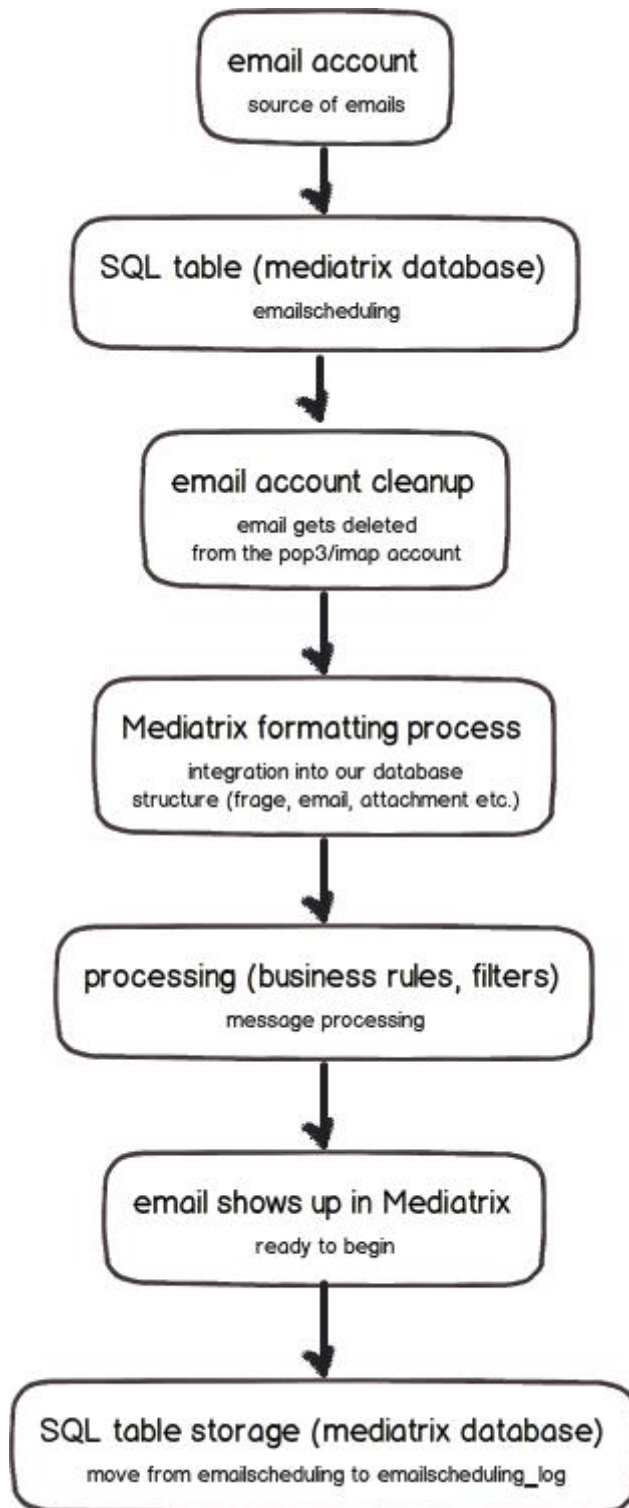 email account
source of emails
SQL table (mediatrix database)
emailscheduling
email account cleanup
email gets deleted
from the pop3/imap account
Mediatrix formatting process
integration into our database
structure (frage, email, attachment etc.)
processing (business rules, filters)
message processing
email shows up in Mediatrix
ready to begin
SQL table storage (mediatrix database)
move from emailscheduling to emailscheduling_log